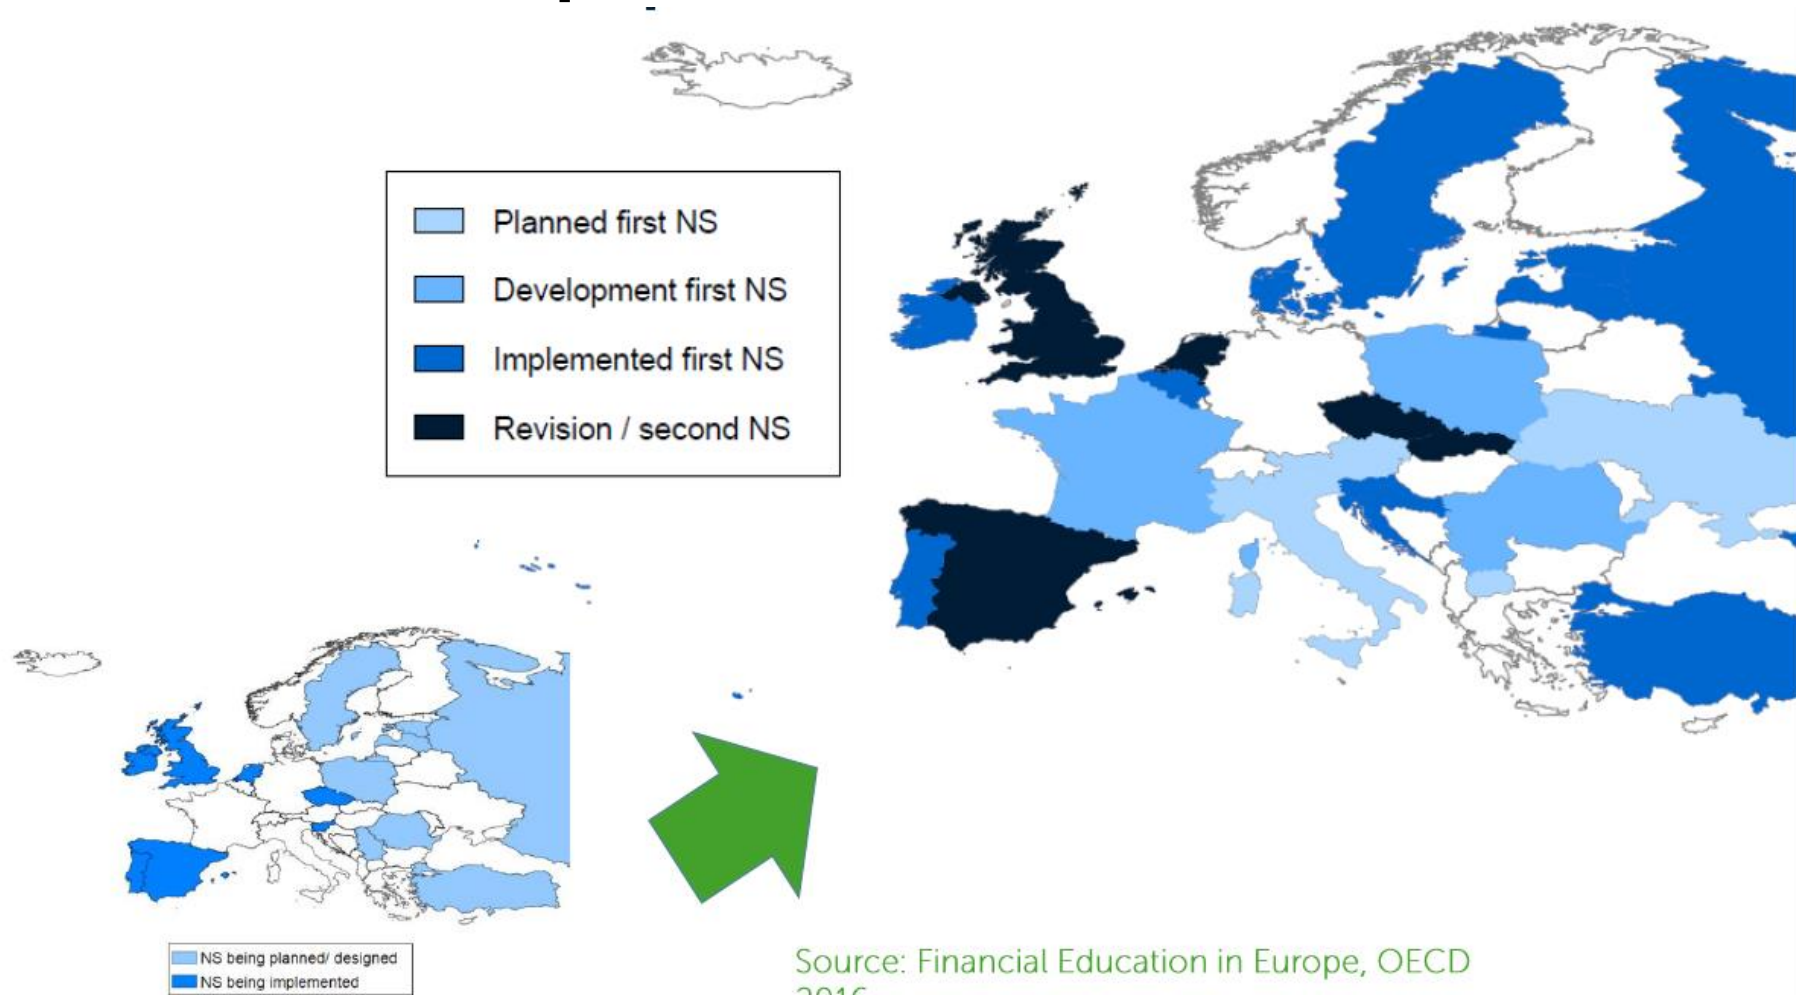 Planned first NS
Development first NS
Implemented first NS
Revision / second NS
NS being planned/ designed
NS being implemented
Source: Financial Education in Europe, OECD
2016